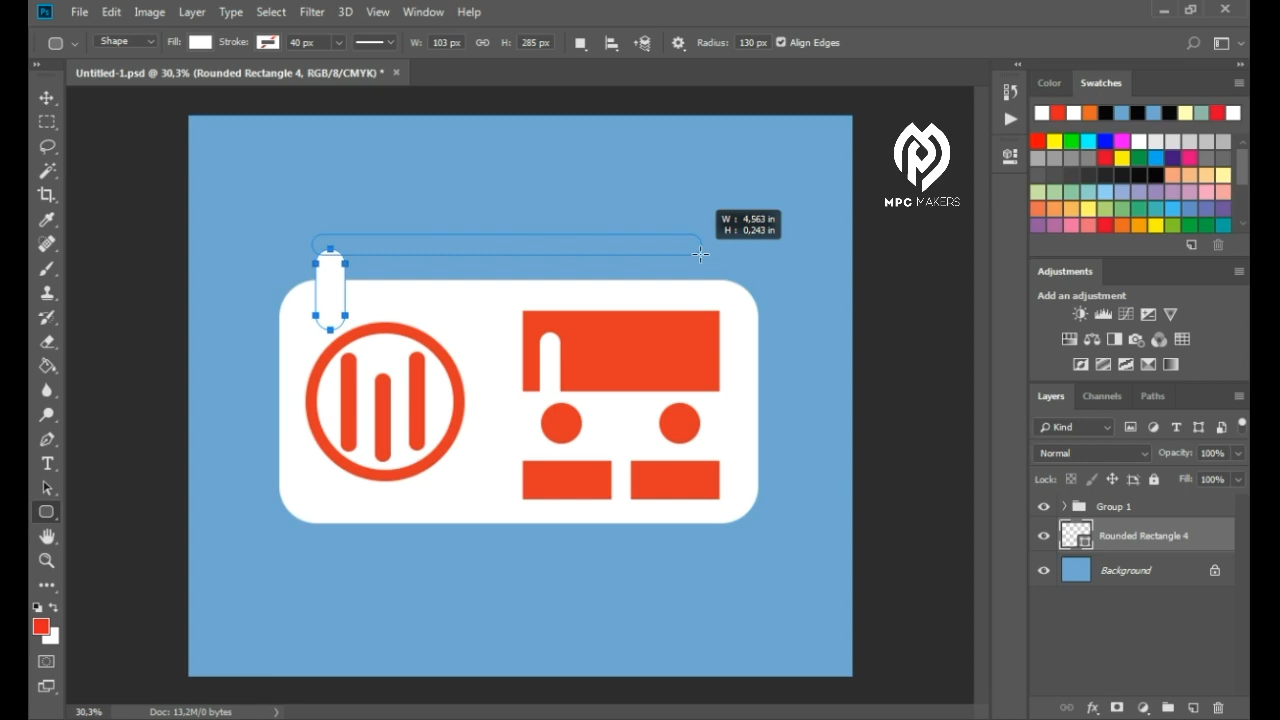 Ps File Edit Image Layer Type Select Filter 3D View Window Help
Shape Fill: Stroke: 40 px W: 103 px H: 285 px Radius: 130 px Align Edges
Untitled-1.psd @ 30,3% (Rounded Rectangle 4, RGB/8/CMYK) * ×
Color Swatches
MPC MAKERS
W : 4,563 in
H : 0,243 in
Adjustments
Add an adjustment
Layers Channels Paths
Kind
Normal Opacity: 100%
Lock: Fill: 100%
Group 1
Rounded Rectangle 4
Background
30,3% Doc: 13,2M/0 bytes